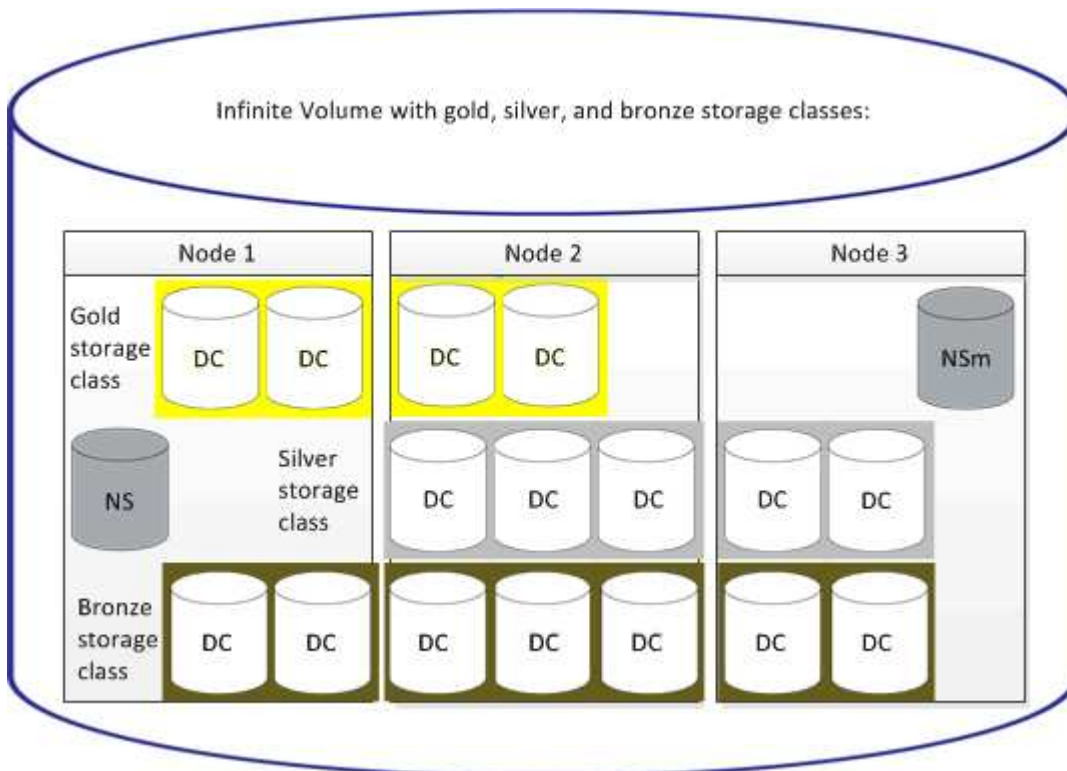 Infinite Volume with gold, silver, and bronze storage classes:
Node 1
Node 2
Node 3
Gold
storage
class
DC
DC
DC
DC
NSm
NS
Silver
storage
class
DC
DC
DC
DC
DC
Bronze
storage
class
DC
DC
DC
DC
DC
DC
DC